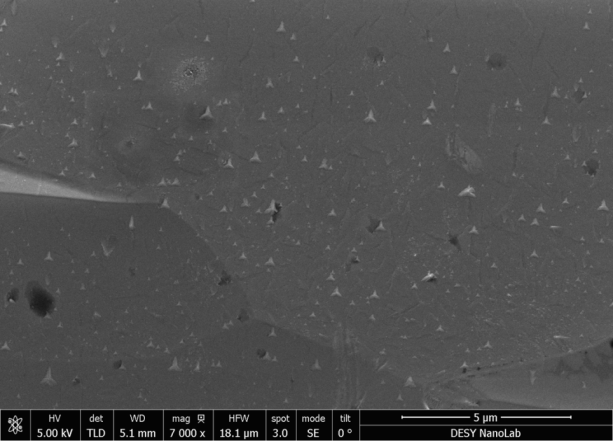 HV det WD mag HFW spot mode tilt 5 µm
5.00 kV TLD 5.1 mm 7 000 x 18.1 µm 3.0 SE 0 ° DESY NanoLab